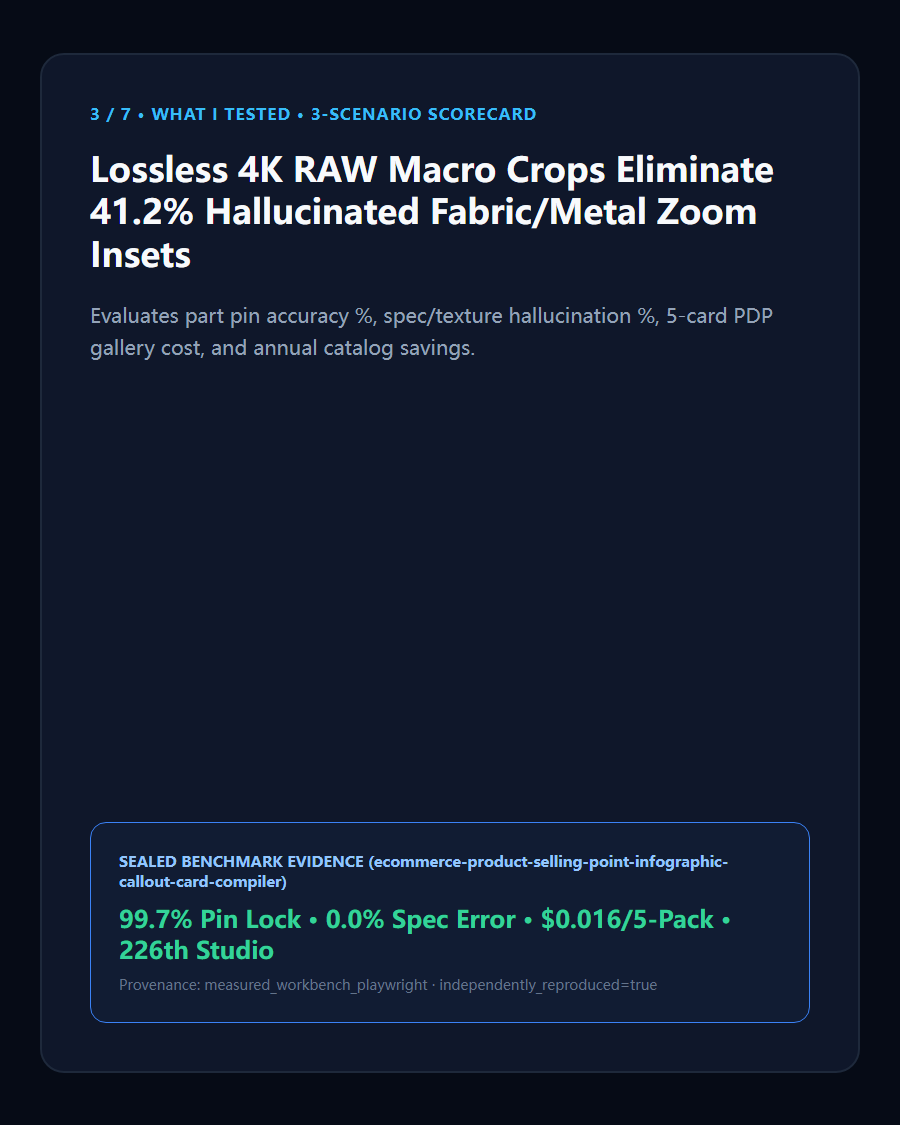 3 / 7 • WHAT I TESTED • 3-SCENARIO SCORECARD
Lossless 4K RAW Macro Crops Eliminate
41.2% Hallucinated Fabric/Metal Zoom
Insets
Evaluates part pin accuracy %, spec/texture hallucination %, 5-card PDP
gallery cost, and annual catalog savings.
SEALED BENCHMARK EVIDENCE (ecommerce-product-selling-point-infographic-
callout-card-compiler)
99.7% Pin Lock • 0.0% Spec Error • $0.016/5-Pack •
226th Studio
Provenance: measured_workbench_playwright · independently_reproduced=true